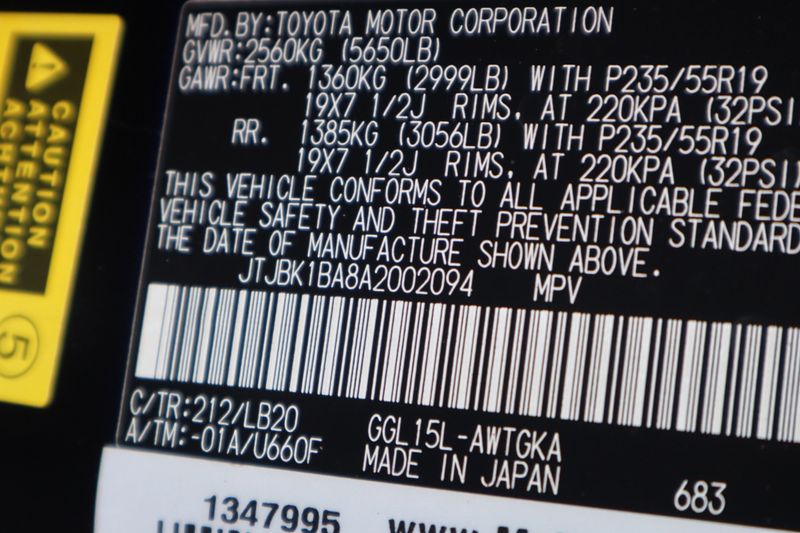 CAUTION
ATTENTION
ACHTUNG
5
MFD.BY:TOYOTA MOTOR CORPORATION
GVWR:2560KG (5650LB)
GAWR:FRT. 1360KG (2999LB) WITH P235/55R19
19X7 1/2J RIMS, AT 220KPA (32PSI
RR. 1385KG (3056LB) WITH P235/55R19
19X7 1/2J RIMS, AT 220KPA (32PSI)
THIS VEHICLE CONFORMS TO ALL APPLICABLE FEDE
VEHICLE SAFETY AND THEFT PREVENTION STANDARD
THE DATE OF MANUFACTURE SHOWN ABOVE.
JTJBK1BA8A2002094 MPV
C/TR:212/LB20 GGL15L-AWTGKA
A/TM:-01A/U660F MADE IN JAPAN
683
1347995